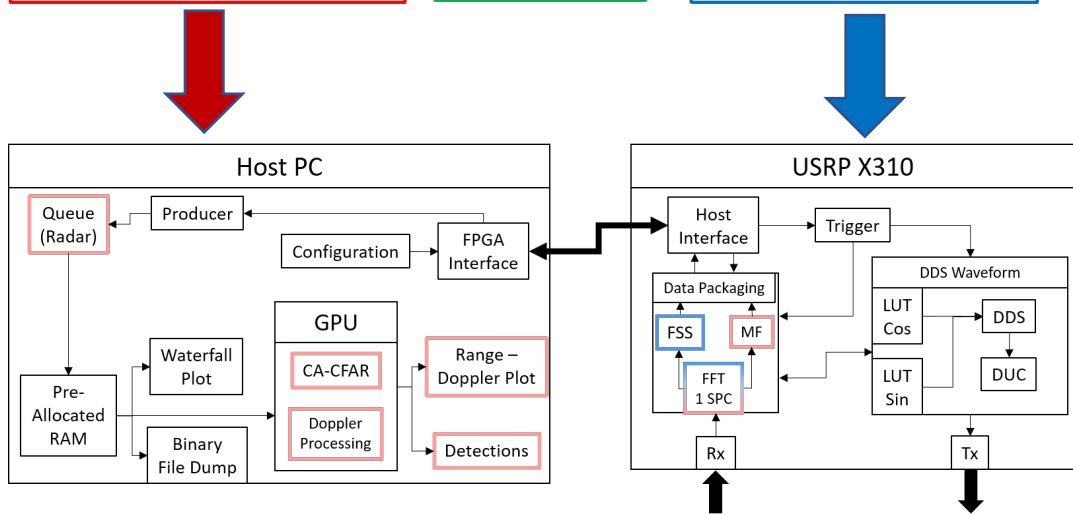 Host PC
Queue
(Radar)
Producer
Configuration
FPGA
Interface
GPU
CA-CFAR
Doppler
Processing
Waterfall
Plot
Pre-
Allocated
RAM
Binary
File Dump
Range –
Doppler Plot
Detections
USRP X310
Host
Interface
Trigger
Data Packaging
FSS
MF
FFT
1 SPC
Rx
DDS Waveform
LUT
Cos
LUT
Sin
DDS
DUC
Tx